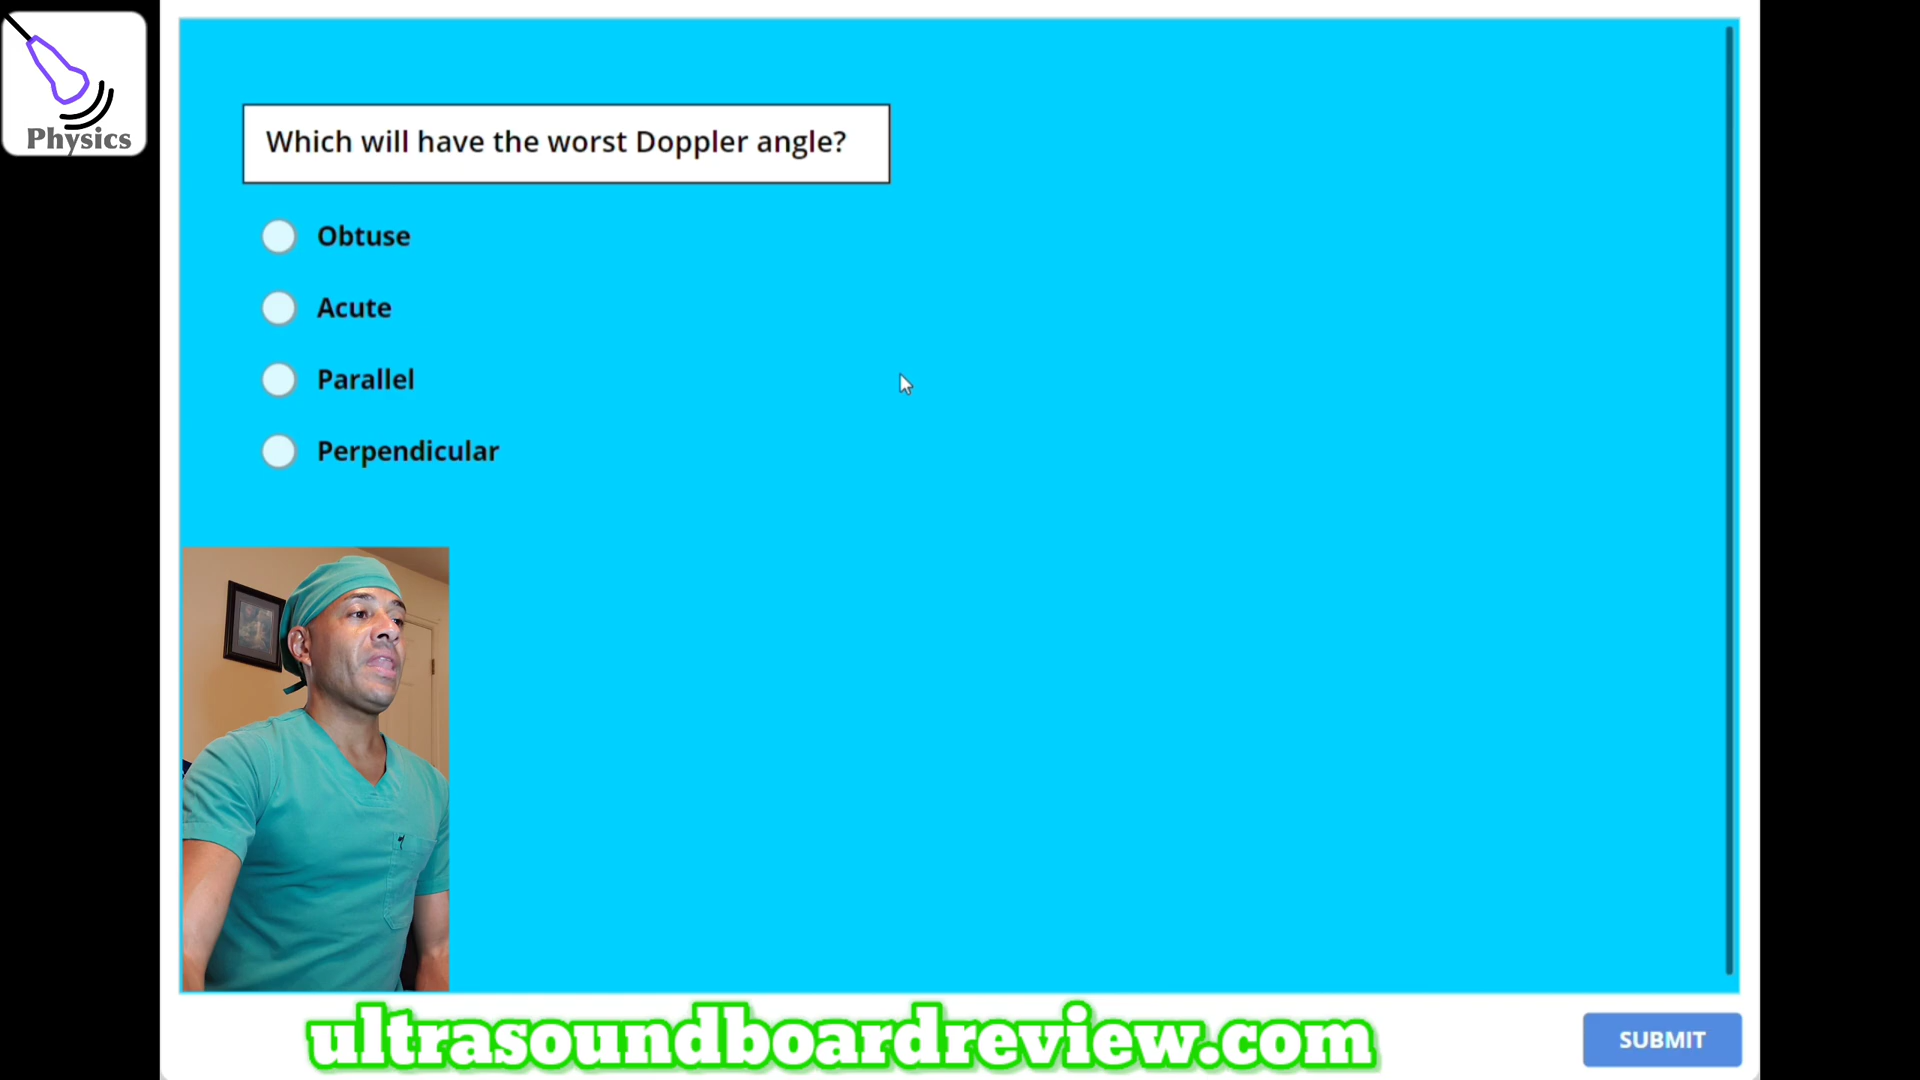 Physics
Which will have the worst Doppler angle?
Obtuse
Acute
Parallel
Perpendicular
ultrasoundboardreview.com
SUBMIT